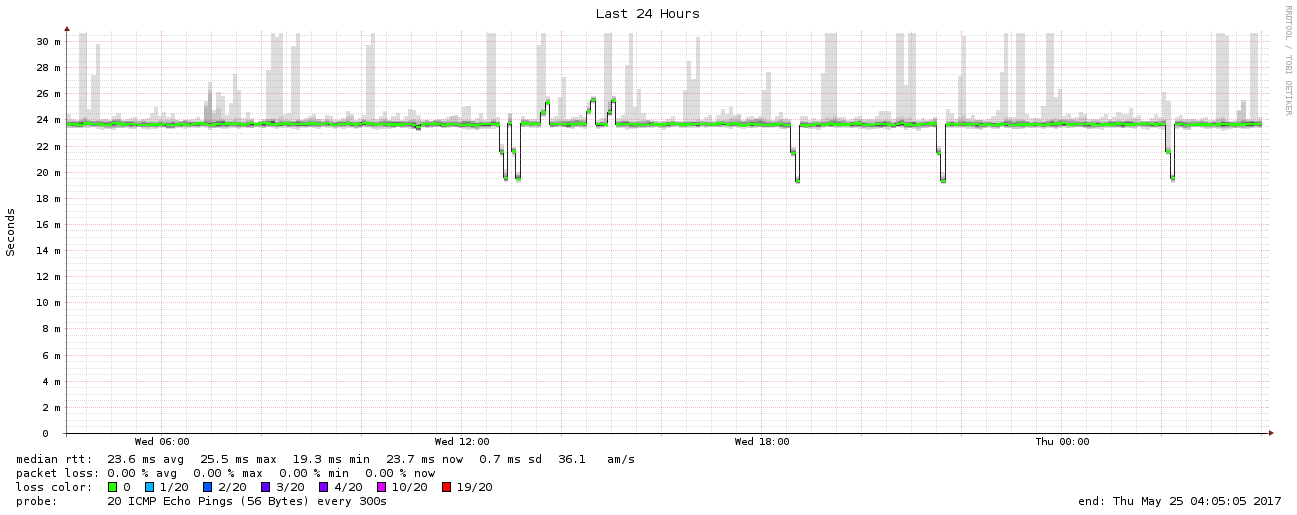 Last 24 Hours
RRDTOOL / TOBI OETIKER
Seconds
30 m
28 m
26 m
24 m
22 m
20 m
18 m
16 m
14 m
12 m
10 m
8 m
6 m
4 m
2 m
0
Wed 06:00 Wed 12:00 Wed 18:00 Thu 00:00
median rtt: 23.6 ms avg 25.5 ms max 19.3 ms min 23.7 ms now 0.7 ms sd 36.1 am/s
packet loss: 0.00 % avg 0.00 % max 0.00 % min 0.00 % now
loss color: 0 1/20 2/20 3/20 4/20 10/20 19/20
probe: 20 ICMP Echo Pings (56 Bytes) every 300s end: Thu May 25 04:05:05 2017